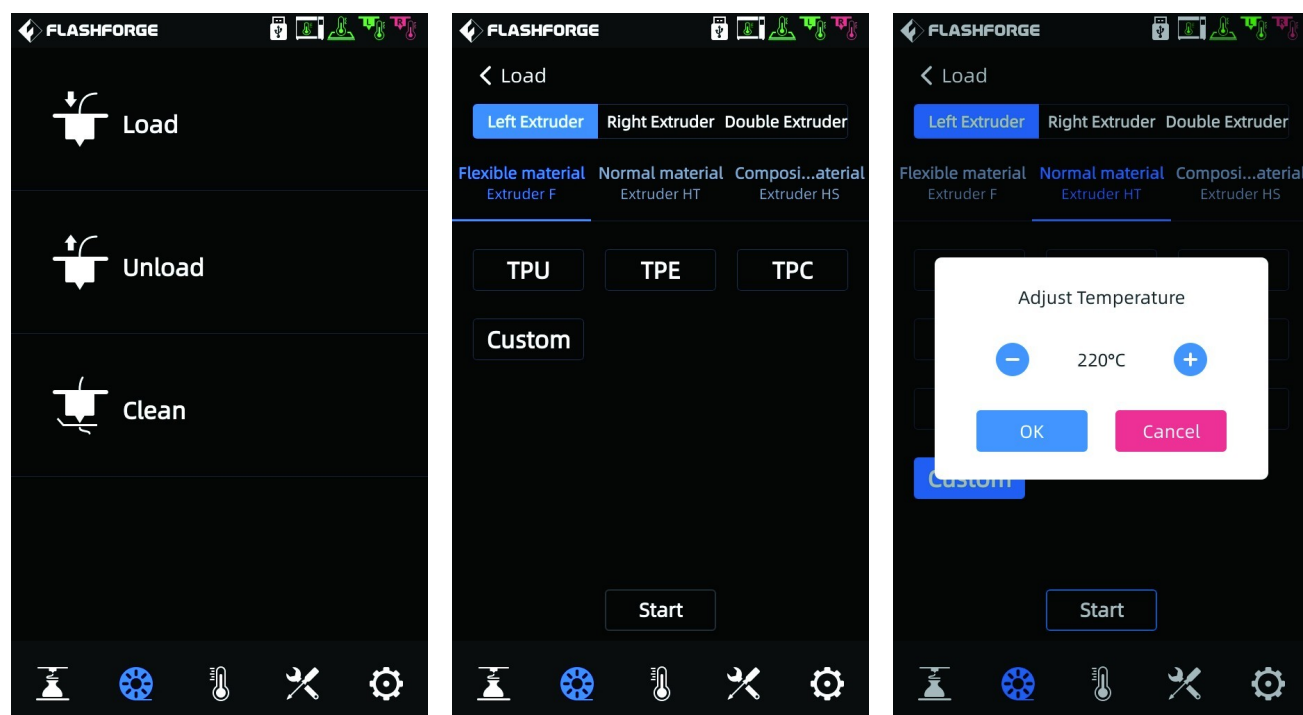 FLASHFORGE
Load
Unload
Clean
FLASHFORGE
Load
Left Extruder Right Extruder Double Extruder
Flexible material Normal material Composi...aterial
Extruder F Extruder HT Extruder HS
TPU TPE TPC
Custom
Start
FLASHFORGE
Load
Left Extruder Right Extruder Double Extruder
Flexible material Normal material Composi...aterial
Extruder F Extruder HT Extruder HS
Adjust Temperature
220°C
OK Cancel
Custom
Start